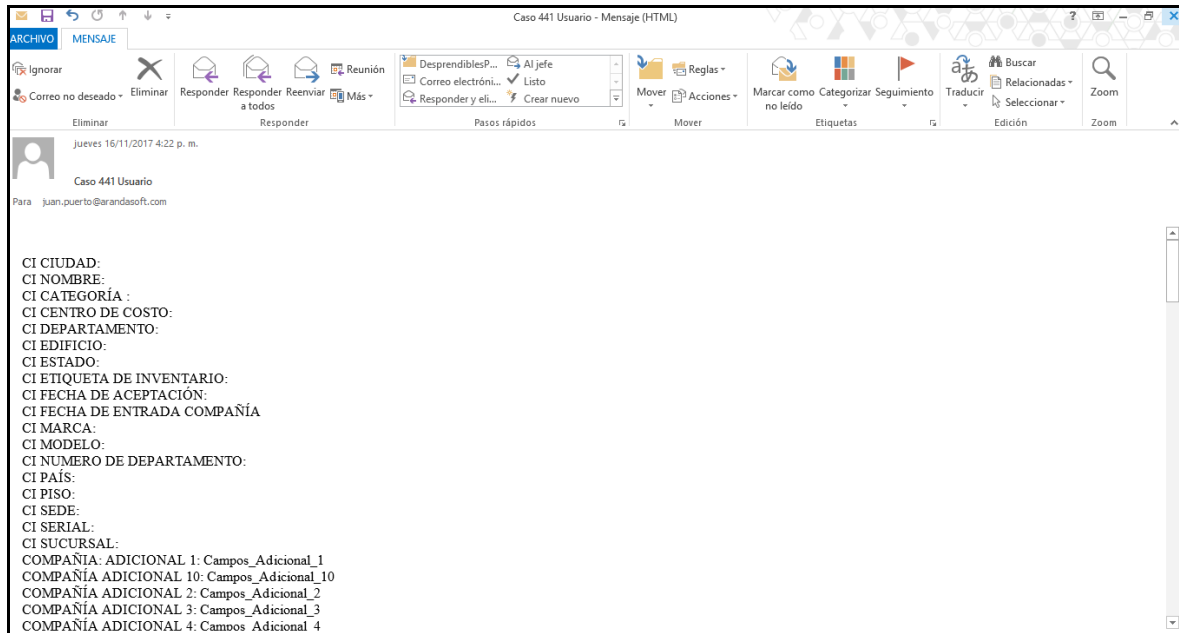 Caso 441 Usuario - Mensaje (HTML)
?
ARCHIVO MENSAJE
Ignorar
Correo no deseado
Eliminar
Eliminar
Responder Responder a todos Reenviar
Reunión
Más
Responder
DesprendiblesP... Al jefe
Correo electróni... Listo
Responder y eli... Crear nuevo
Pasos rápidos
Mover
Reglas
Acciones
Mover
Marcar como no leído Categorizar Seguimiento
Etiquetas
Traducir
Buscar
Relacionadas
Seleccionar
Edición
Zoom
Zoom
jueves 16/11/2017 4:22 p. m.
Caso 441 Usuario
Para juan.puerto@arandasoft.com
CI CIUDAD:
CI NOMBRE:
CI CATEGORÍA :
CI CENTRO DE COSTO:
CI DEPARTAMENTO:
CI EDIFICIO:
CI ESTADO:
CI ETIQUETA DE INVENTARIO:
CI FECHA DE ACEPTACIÓN:
CI FECHA DE ENTRADA COMPAÑÍA
CI MARCA:
CI MODELO:
CI NUMERO DE DEPARTAMENTO:
CI PAÍS:
CI PISO:
CI SEDE:
CI SERIAL:
CI SUCURSAL:
COMPAÑIA: ADICIONAL 1: Campos_Adicional_1
COMPAÑÍA ADICIONAL 10: Campos_Adicional_10
COMPAÑÍA ADICIONAL 2: Campos_Adicional_2
COMPAÑÍA ADICIONAL 3: Campos_Adicional_3
COMPAÑÍA ADICIONAL 4: Campos_Adicional_4